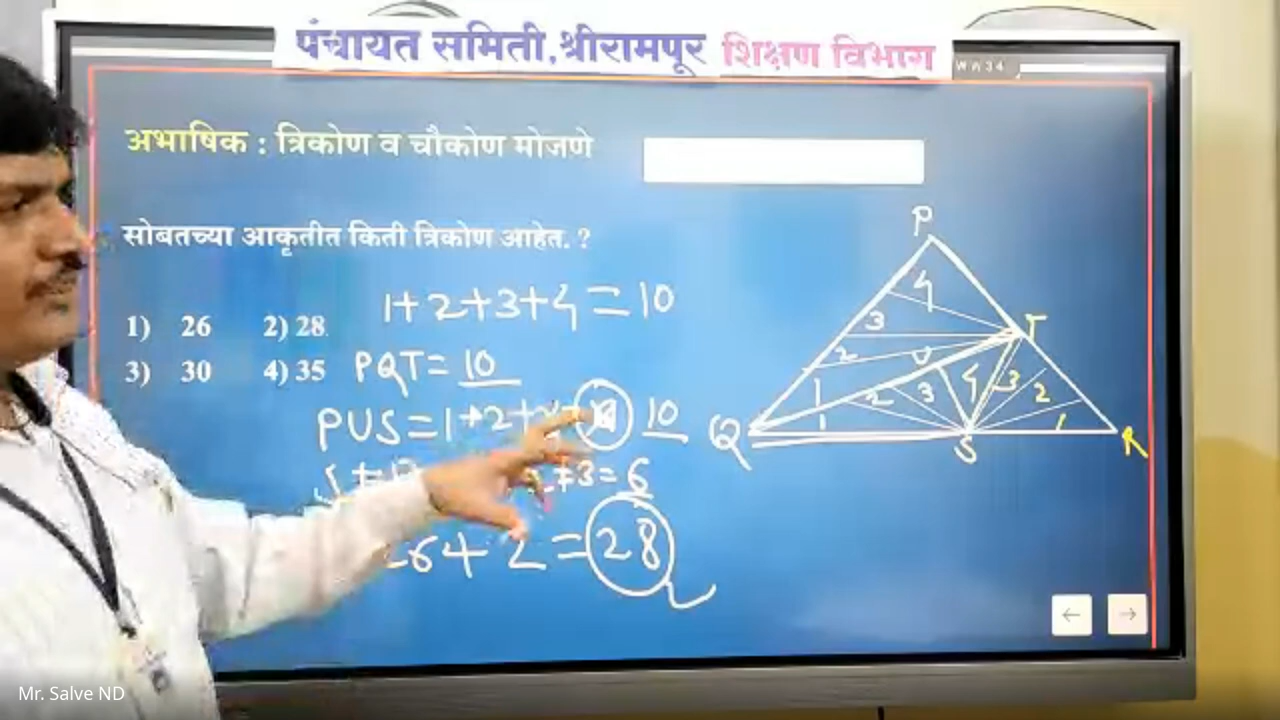 पंचायत समिती,श्रीरामपूर शिक्षण विभाग
अभाषिक : त्रिकोण व चौकोण मोजणे
सोबतच्या आकृतीत किती त्रिकोण आहेत. ?
1) 26 2) 28
3) 30 4) 35
1+2+3+4=10
PQT=10
PUS=1+2+ 10
+3=6
64+2=28
P
4
3
T
2
U
1
2
3
4
3
2
1
1
Q
S
R
Mr. Salve ND